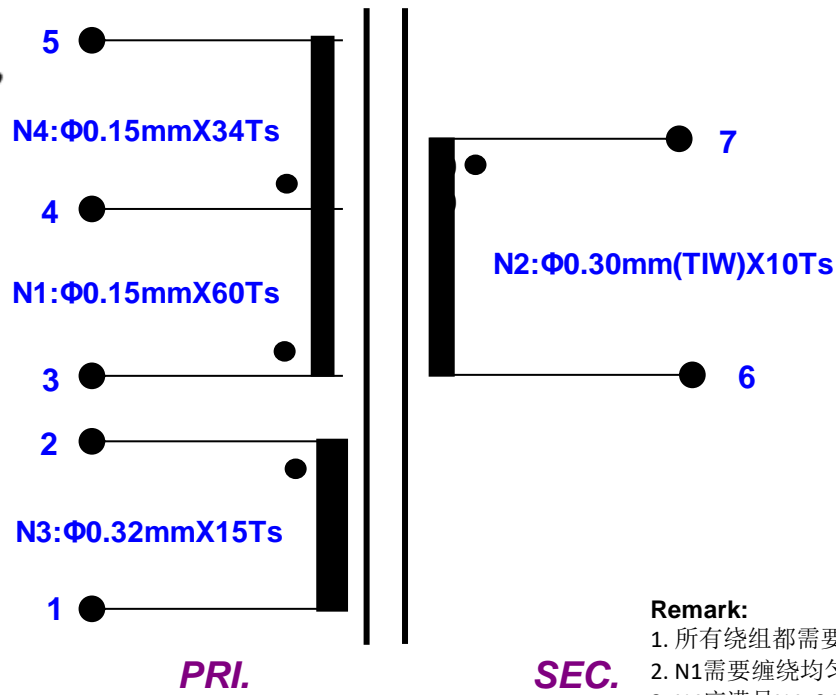 5
N4:Φ0.15mmX34Ts
4
N1:Φ0.15mmX60Ts
3
2
N3:Φ0.32mmX15Ts
1
PRI.
7
N2:Φ0.30mm(TIW)X10Ts
6
SEC.
Remark:
1. 所有绕组都需要
2. N1需要缠绕均匀